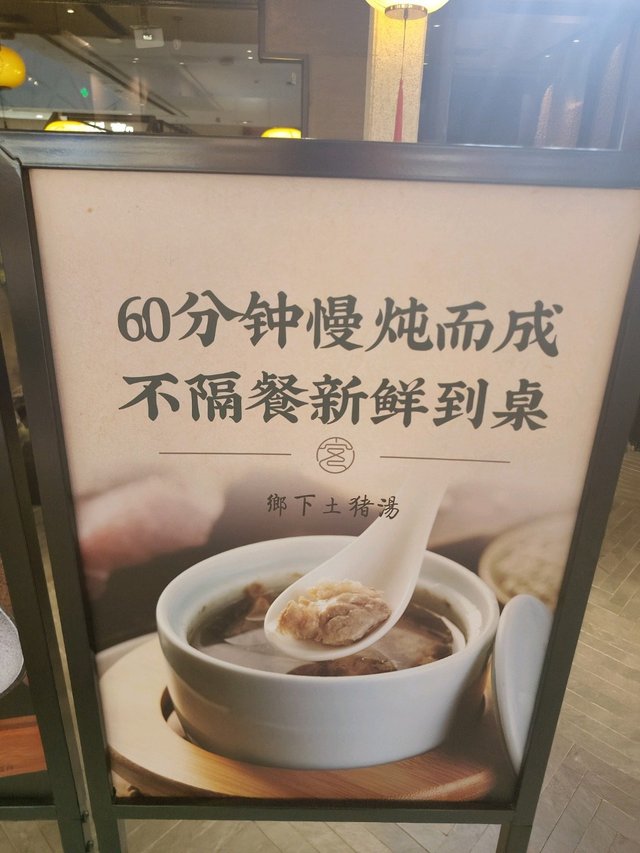 60分钟慢炖而成
不隔餐新鲜到桌
宫
鄉下土猪湯